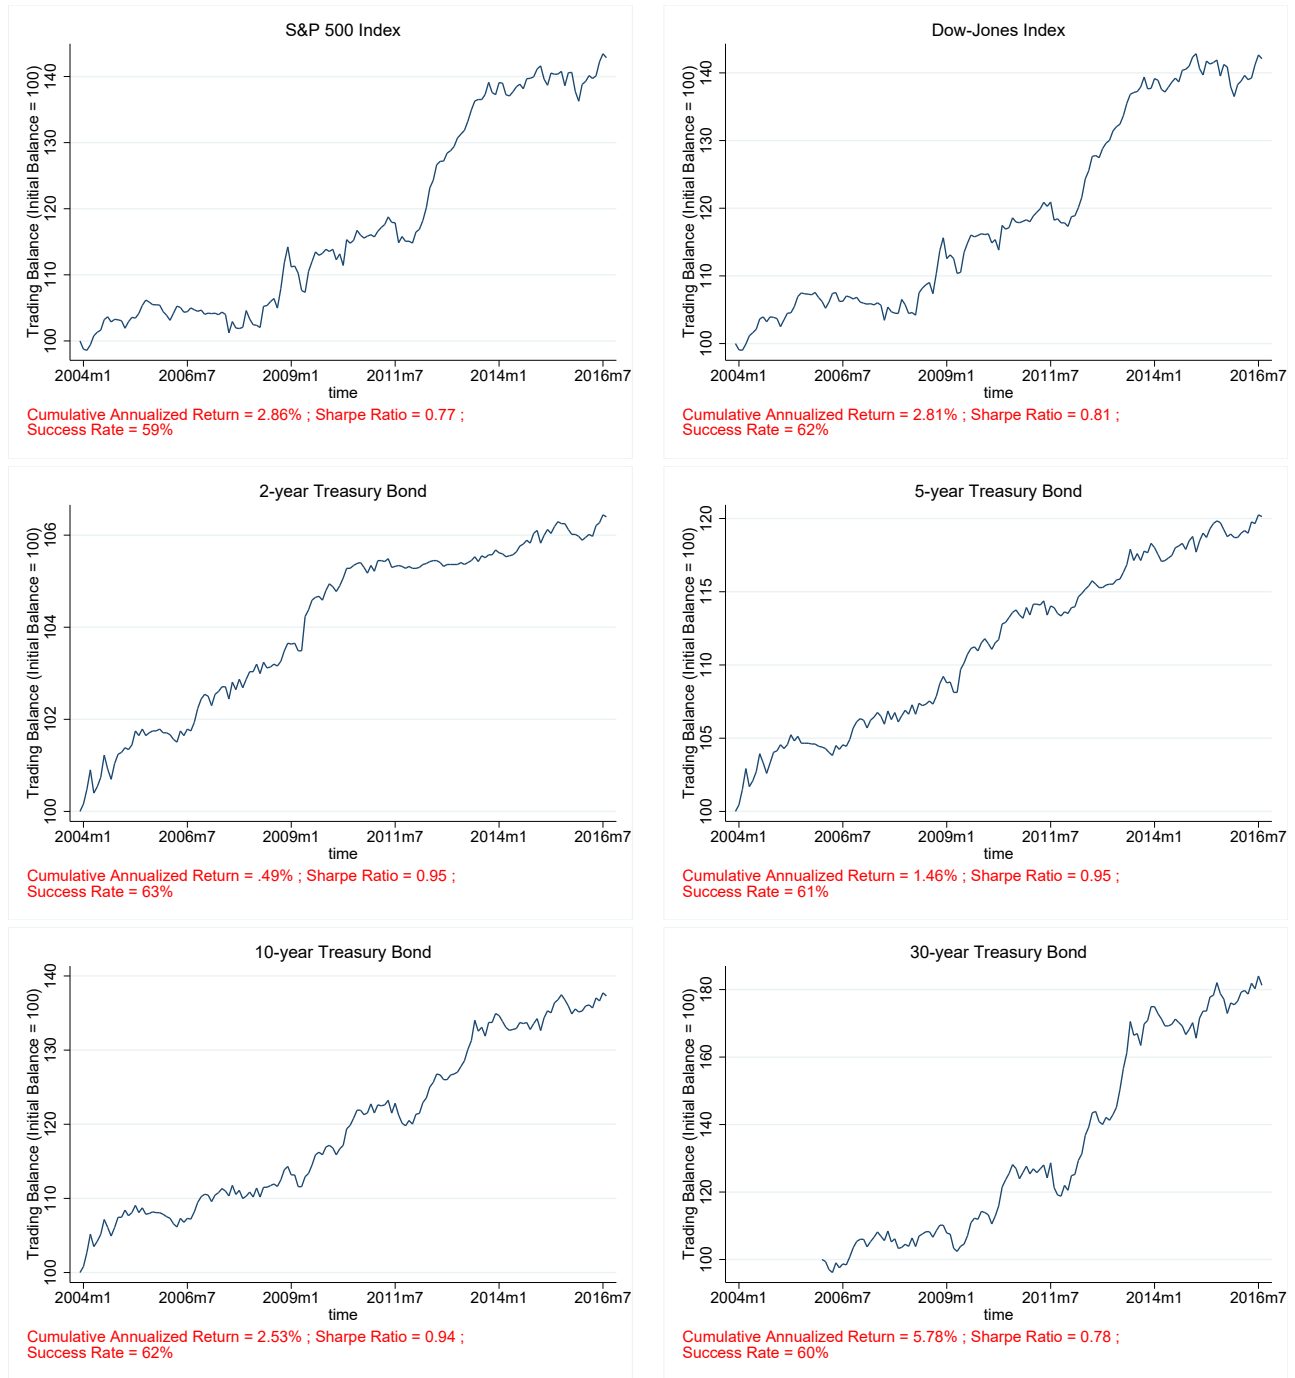 S&P 500 Index
Trading Balance (Initial Balance = 100)
140
130
120
110
100
2004m1 2006m7 2009m1 2011m7 2014m1 2016m7
time
Cumulative Annualized Return = 2.86% ; Sharpe Ratio = 0.77 ;
Success Rate = 59%
Dow-Jones Index
Trading Balance (Initial Balance = 100)
140
130
120
110
100
2004m1 2006m7 2009m1 2011m7 2014m1 2016m7
time
Cumulative Annualized Return = 2.81% ; Sharpe Ratio = 0.81 ;
Success Rate = 62%
2-year Treasury Bond
Trading Balance (Initial Balance = 100)
106
104
102
100
2004m1 2006m7 2009m1 2011m7 2014m1 2016m7
time
Cumulative Annualized Return = .49% ; Sharpe Ratio = 0.95 ;
Success Rate = 63%
5-year Treasury Bond
Trading Balance (Initial Balance = 100)
120
115
110
105
100
2004m1 2006m7 2009m1 2011m7 2014m1 2016m7
time
Cumulative Annualized Return = 1.46% ; Sharpe Ratio = 0.95 ;
Success Rate = 61%
10-year Treasury Bond
Trading Balance (Initial Balance = 100)
140
130
120
110
100
2004m1 2006m7 2009m1 2011m7 2014m1 2016m7
time
Cumulative Annualized Return = 2.53% ; Sharpe Ratio = 0.94 ;
Success Rate = 62%
30-year Treasury Bond
Trading Balance (Initial Balance = 100)
180
160
140
120
100
2004m1 2006m7 2009m1 2011m7 2014m1 2016m7
time
Cumulative Annualized Return = 5.78% ; Sharpe Ratio = 0.78 ;
Success Rate = 60%